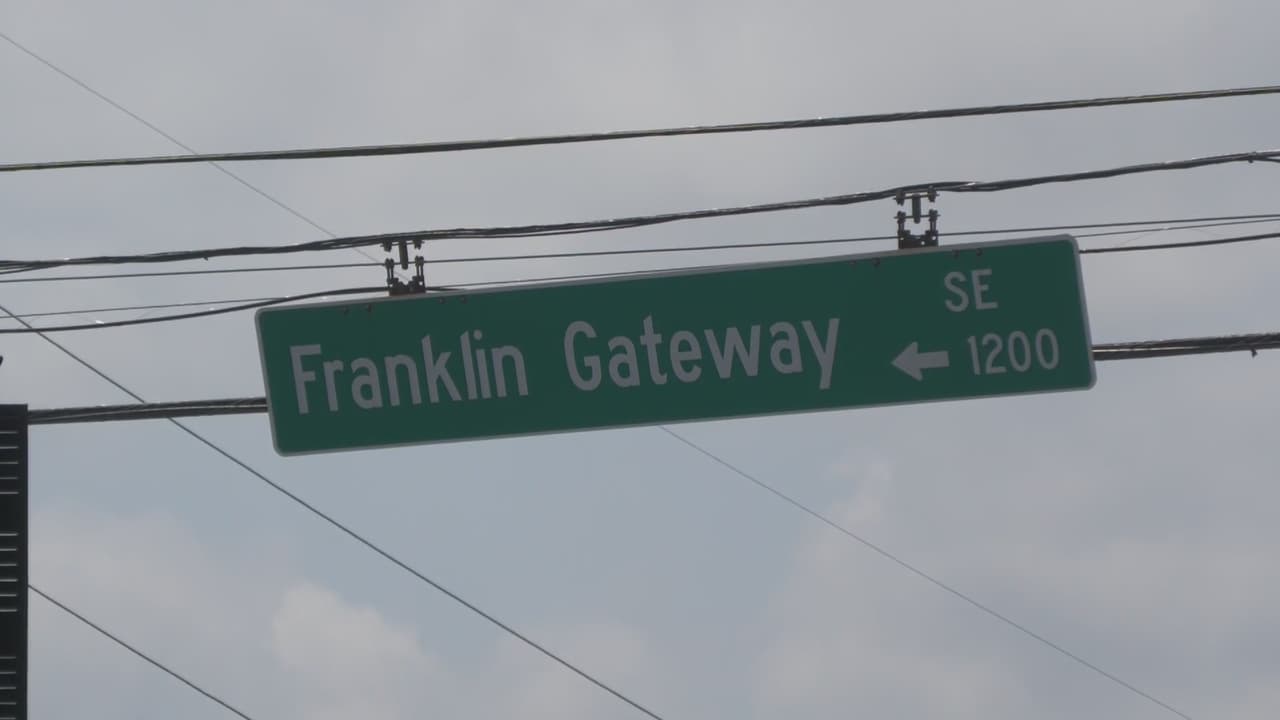 Franklin Gateway SE
← 1200